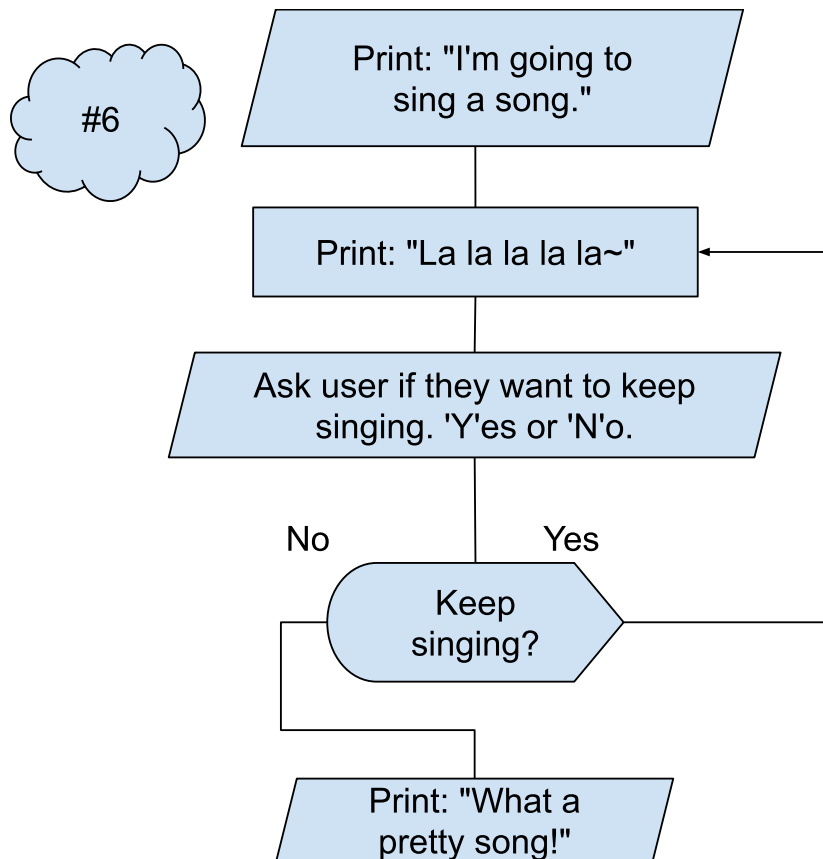 #6
Print: "I'm going to
sing a song."
Print: "La la la la la~"
Ask user if they want to keep
singing. 'Y'es or 'N'o.
No
Yes
Keep
singing?
Print: "What a
pretty song!"